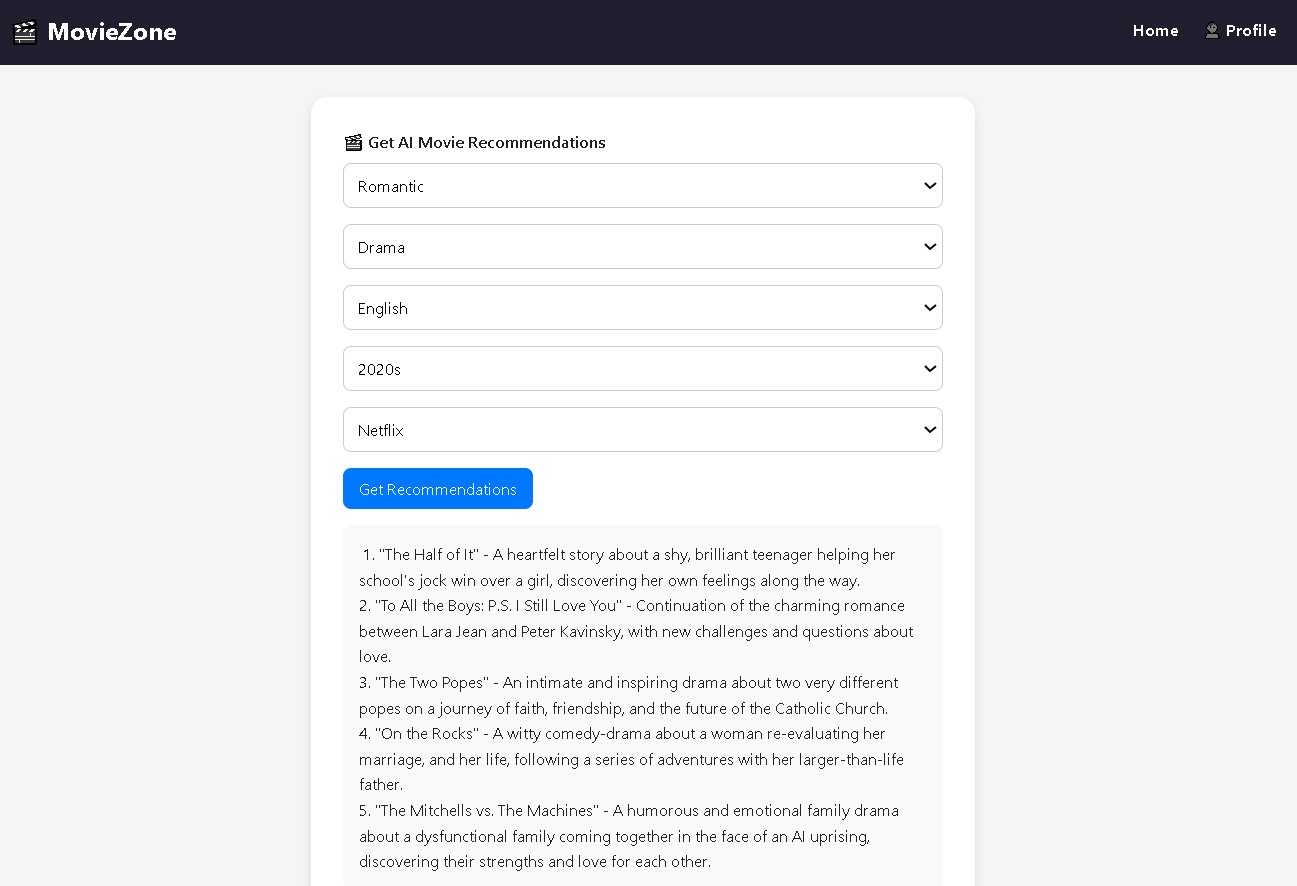 MovieZone
Home
Profile
Get AI Movie Recommendations
Romantic
Drama
English
2020s
Netflix
Get Recommendations
1. "The Half of It" - A heartfelt story about a shy, brilliant teenager helping her
school's jock win over a girl, discovering her own feelings along the way.
2. "To All the Boys: P.S. I Still Love You" - Continuation of the charming romance
between Lara Jean and Peter Kavinsky, with new challenges and questions about
love.
3. "The Two Popes" - An intimate and inspiring drama about two very different
popes on a journey of faith, friendship, and the future of the Catholic Church.
4. "On the Rocks" - A witty comedy-drama about a woman re-evaluating her
marriage, and her life, following a series of adventures with her larger-than-life
father.
5. "The Mitchells vs. The Machines" - A humorous and emotional family drama
about a dysfunctional family coming together in the face of an AI uprising,
discovering their strengths and love for each other.